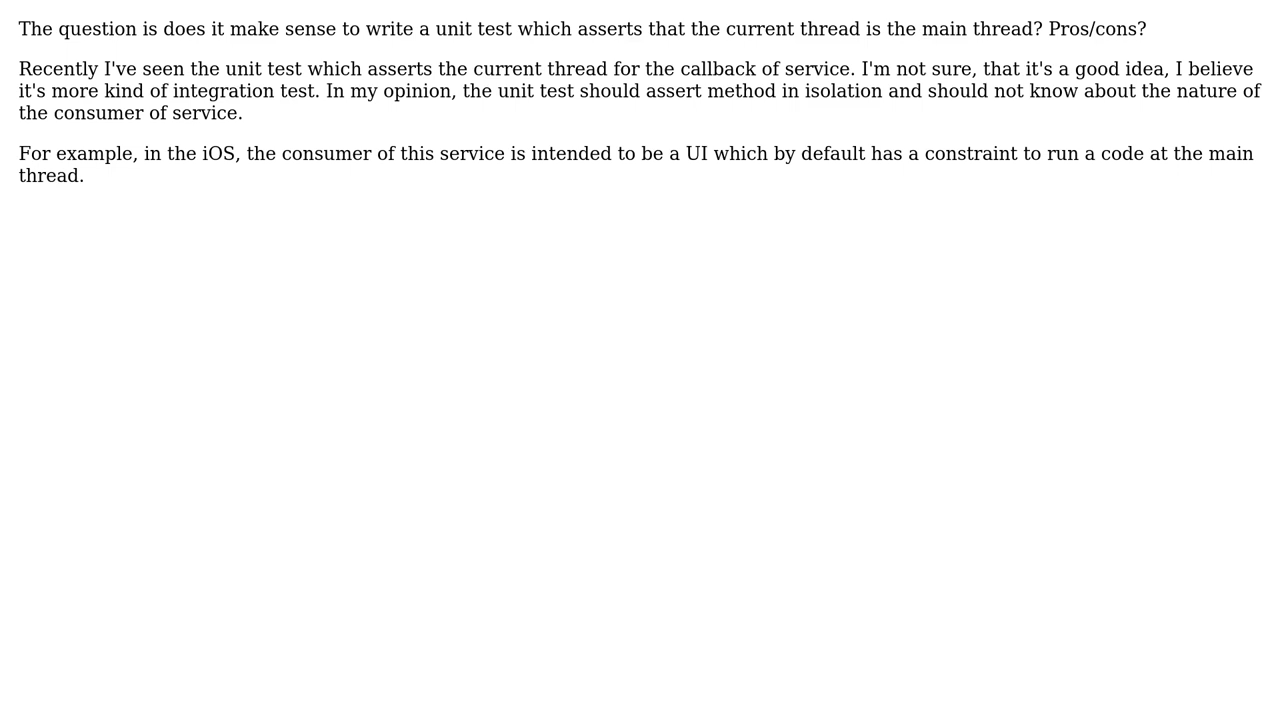 The question is does it make sense to write a unit test which asserts that the current thread is the main thread? Pros/cons?
Recently I've seen the unit test which asserts the current thread for the callback of service. I'm not sure, that it's a good idea, I believe
it's more kind of integration test. In my opinion, the unit test should assert method in isolation and should not know about the nature of
the consumer of service.
For example, in the iOS, the consumer of this service is intended to be a UI which by default has a constraint to run a code at the main
thread.